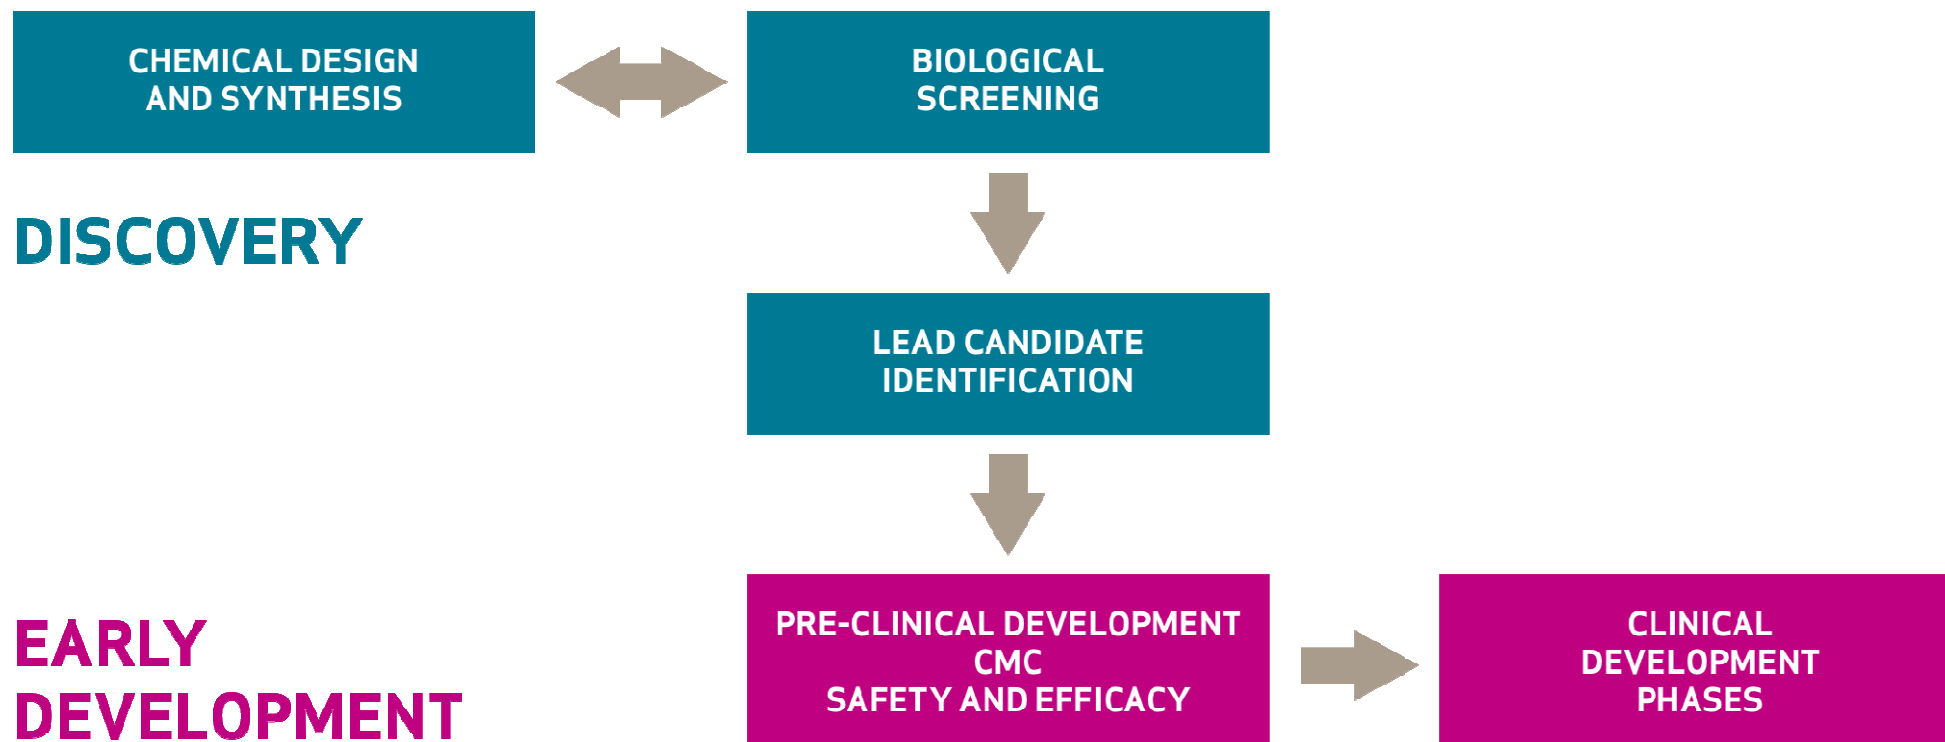 CHEMICAL DESIGN
AND SYNTHESIS
BIOLOGICAL
SCREENING
DISCOVERY
LEAD CANDIDATE
IDENTIFICATION
EARLY
DEVELOPMENT
PRE-CLINICAL DEVELOPMENT
CMC
SAFETY AND EFFICACY
CLINICAL
DEVELOPMENT
PHASES